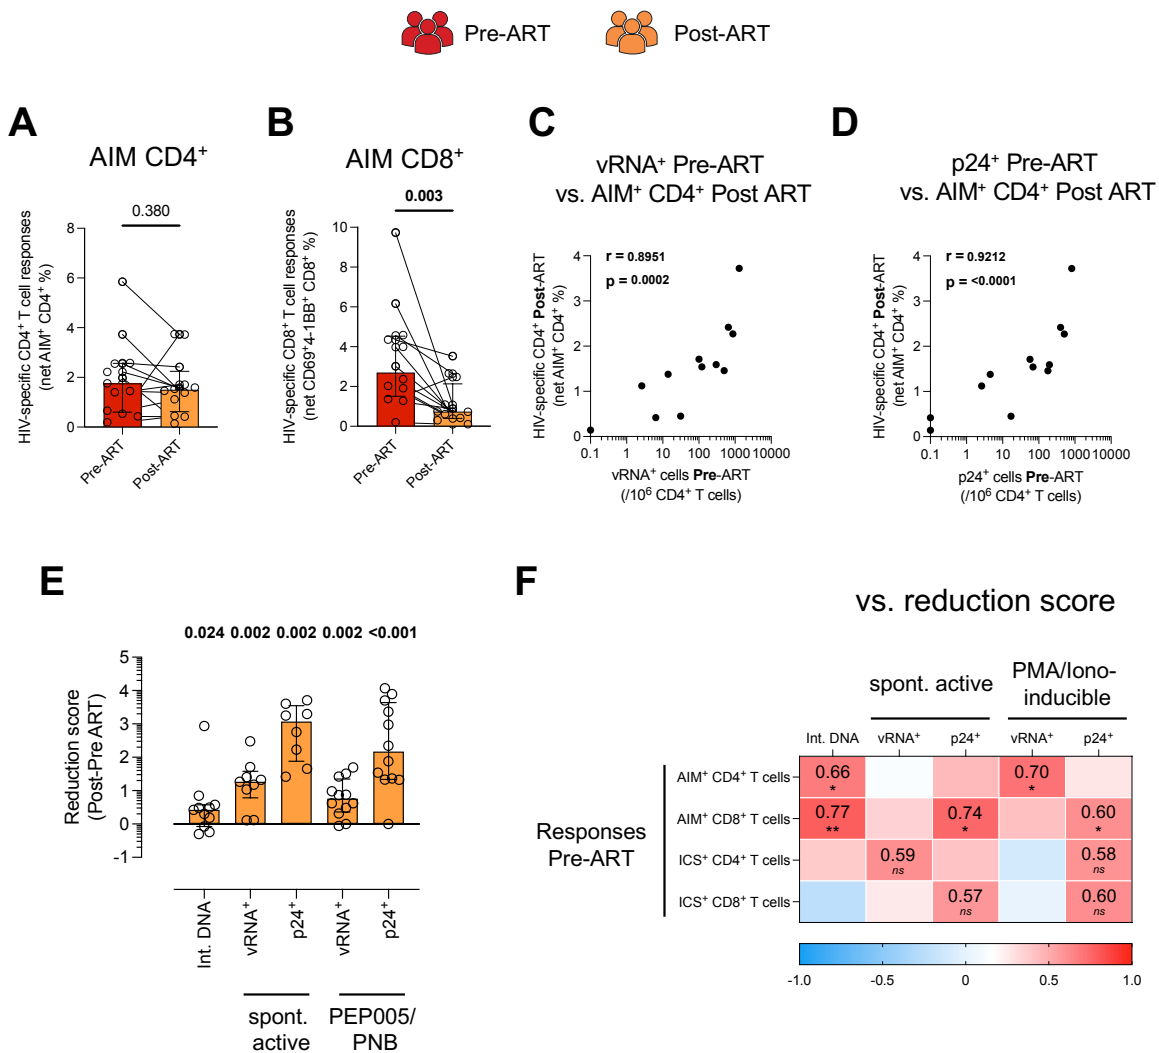 Pre-ART
Post-ART
A
AIM CD4⁺
0.380
HIV-specific CD4⁺ T cell responses
(net AIM⁺ CD4⁺ %)
8
6
4
2
0
Pre-ART
Post-ART
B
AIM CD8⁺
0.003
HIV-specific CD8⁺ T cell responses
(net CD69⁺4-1BB⁺ CD8⁺ %)
10
8
6
4
2
0
Pre-ART
Post-ART
C
vRNA⁺ Pre-ART
vs. AIM⁺ CD4⁺ Post ART
r = 0.8951
p = 0.0002
HIV-specific CD4⁺ Post-ART
(net AIM⁺ CD4⁺ %)
4
3
2
1
0
0.1 1 10 100 1000 10000
vRNA⁺ cells Pre-ART
(/10⁶ CD4⁺ T cells)
D
p24⁺ Pre-ART
vs. AIM⁺ CD4⁺ Post ART
r = 0.9212
p = <0.0001
HIV-specific CD4⁺ Post-ART
(net AIM⁺ CD4⁺ %)
4
3
2
1
0
0.1 1 10 100 1000 10000
p24⁺ cells Pre-ART
(/10⁶ CD4⁺ T cells)
E
0.024 0.002 0.002 0.002 <0.001
Reduction score
(Post-Pre ART)
5
4
3
2
1
0
-1
Int. DNA
vRNA⁺
p24⁺
vRNA⁺
p24⁺
spont.
active
PEP005/
PNB
F
vs. reduction score
spont. active
PMA/Iono-
inducible
Int. DNA vRNA⁺ p24⁺ vRNA⁺ p24⁺
Responses
Pre-ART
AIM⁺ CD4⁺ T cells 0.66 0.70
* *
AIM⁺ CD8⁺ T cells 0.77 0.74 0.60
** * *
ICS⁺ CD4⁺ T cells 0.59 0.58
ns ns
ICS⁺ CD8⁺ T cells 0.57 0.60
ns ns
-1.0 -0.5 0 0.5 1.0